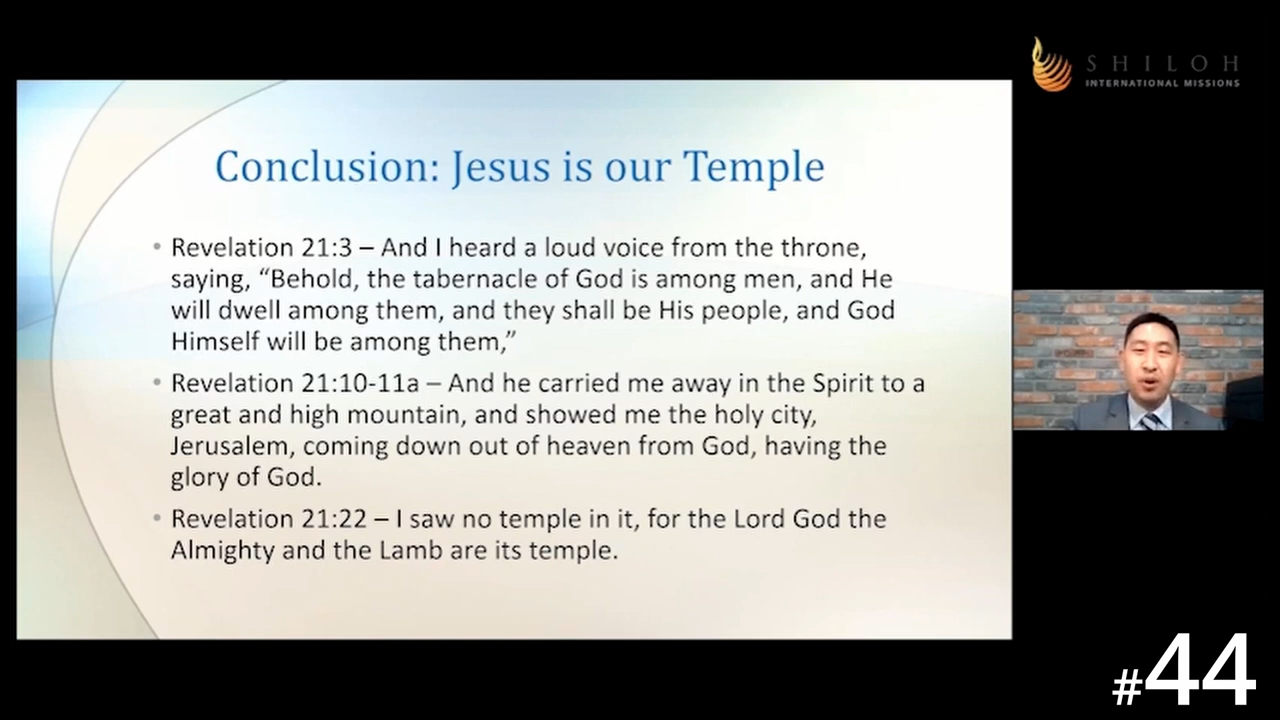 SHILOH
INTERNATIONAL MISSIONS
Conclusion: Jesus is our Temple
• Revelation 21:3 – And I heard a loud voice from the throne,
saying, “Behold, the tabernacle of God is among men, and He
will dwell among them, and they shall be His people, and God
Himself will be among them,”
• Revelation 21:10-11a – And he carried me away in the Spirit to a
great and high mountain, and showed me the holy city,
Jerusalem, coming down out of heaven from God, having the
glory of God.
• Revelation 21:22 – I saw no temple in it, for the Lord God the
Almighty and the Lamb are its temple.
#44